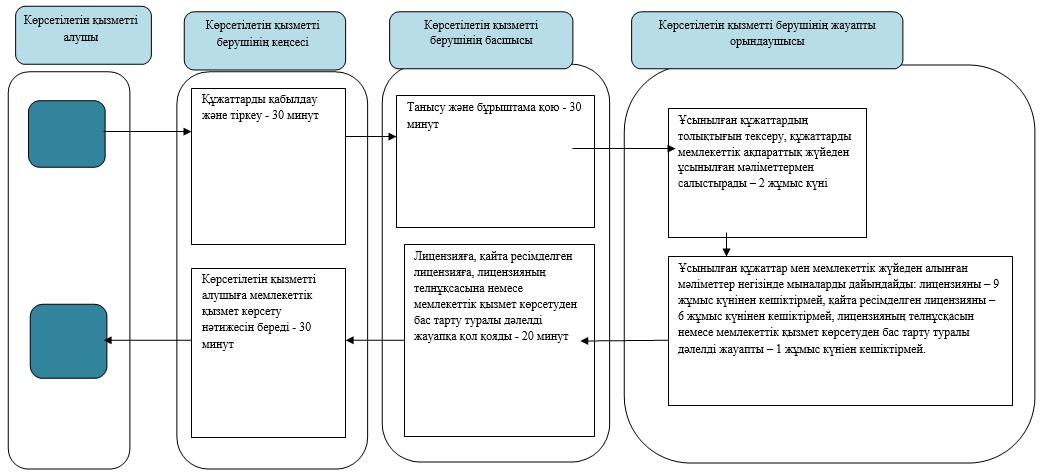 Көрсетілетін қызметті
алушы
Көрсетілетін қызметті
берушінің кеңсесі
Көрсетілетін қызметті
берушінің басшысы
Көрсетілетін қызметті берушінің жауапты
орындаушысы
Құжаттарды қабылдау
және тіркеу - 30 минут
Танысу және бұрыштама қою - 30
минут
Ұсынылған құжаттардың
толықтығын тексеру, құжаттарды
мемлекеттік ақпараттық жүйеден
ұсынылған мәліметтермен
салыстырады – 2 жұмыс күні
Ұсынылған құжаттар мен мемлекеттік жүйеден алынған
мәліметтер негізінде мыналарды дайындайды: лицензияны – 9
жұмыс күнінен кешіктірмей, қайта ресімделген лицензияны –
6 жұмыс күнінен кешіктірмей, лицензияның телнұсқасын
немесе мемлекеттік қызмет көрсетуден бас тарту туралы
дәлелді жауапты – 1 жұмыс күніен кешіктірмей.
Лицензияға, қайта ресімделген
лицензияға, лицензияның
телнұсқасына немесе
мемлекеттік қызмет көрсетуден
бас тарту туралы дәлелді
жауапқа қол қояды - 20 минут
Көрсетілетін қызметті
алушыға мемлекеттік
қызмет көрсету
нәтижесін береді - 30
минут